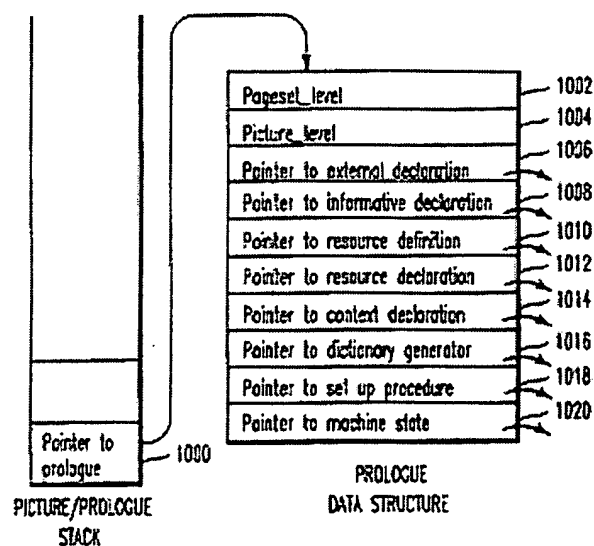 Pageset_level
1002
Picture_level
1004
Pointer to external declaration
1006
Pointer to informative declaration
1008
Pointer to resource definition
1010
Pointer to resource declaration
1012
Pointer to context declaration
1014
Pointer to dictionary generator
1016
Pointer to set up procedure
1018
Pointer to machine state
1020
Pointer to
prologue
1000
PICTURE/PROLOGUE
STACK
PROLOGUE
DATA STRUCTURE